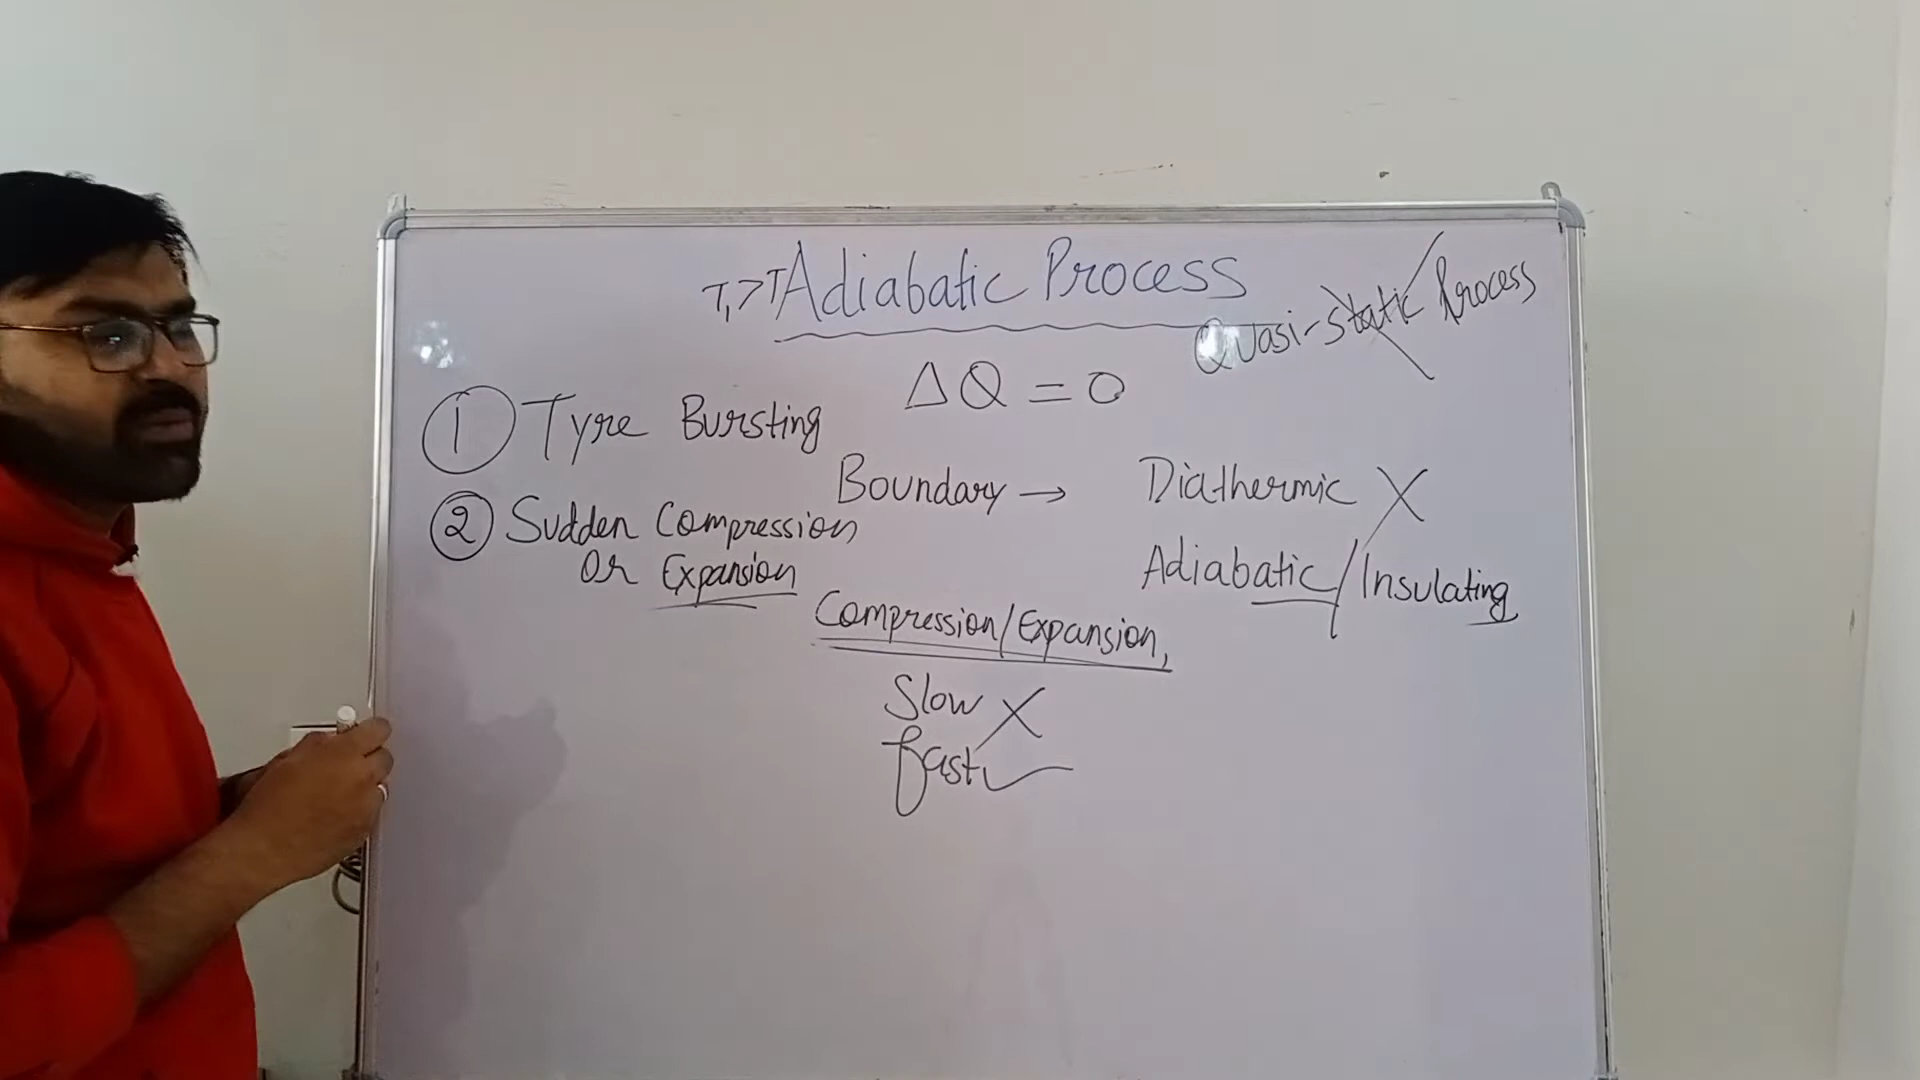 T₁>T Adiabatic Process
Quasi-static Process
ΔQ = 0
① Tyre Bursting
Boundary → Diathermic X
② Sudden Compression
Or Expansion
Adiabatic/Insulating
Compression/Expansion,
Slow X
fast ✓